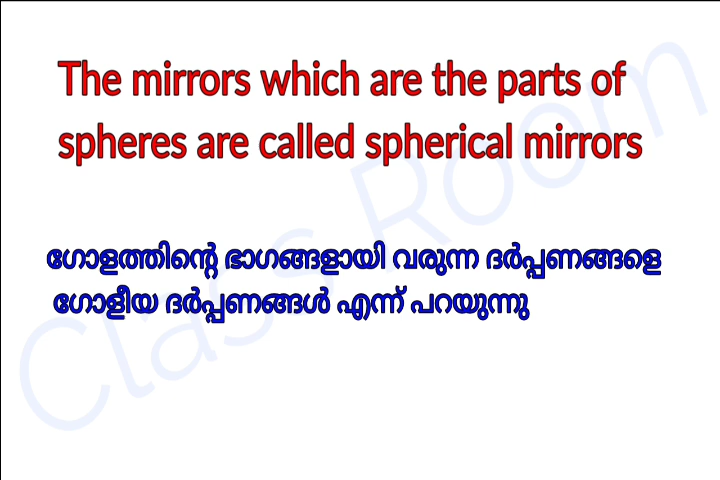 The mirrors which are the parts of
spheres are called spherical mirrors
ഗോളത്തിന്റെ ഭാഗങ്ങളായി വരുന്ന ദർപ്പണങ്ങളെ
ഗോളീയ ദർപ്പണങ്ങൾ എന്ന് പറയുന്നു
Class Room